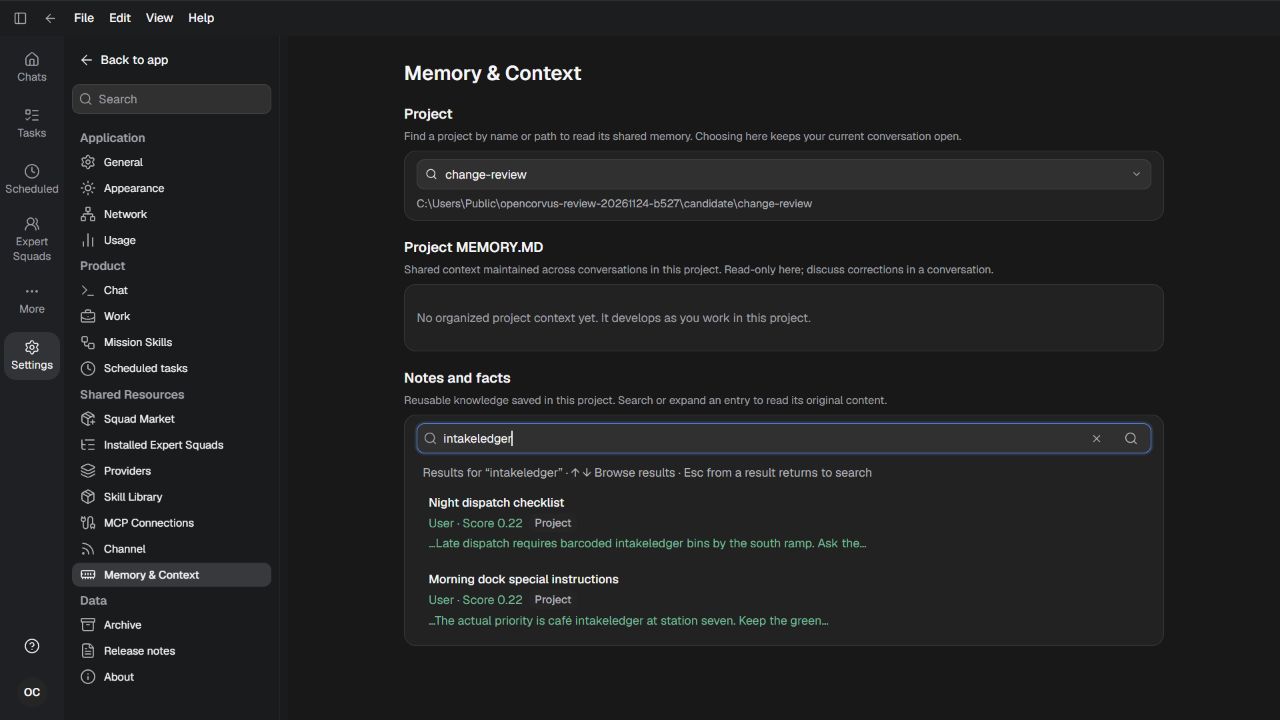 File Edit View Help
Chats
Tasks
Scheduled
Expert
Squads
More
Settings
OC
Back to app
Search
Application
General
Appearance
Network
Usage
Product
Chat
Work
Mission Skills
Scheduled tasks
Shared Resources
Squad Market
Installed Expert Squads
Providers
Skill Library
MCP Connections
Channel
Memory & Context
Data
Archive
Release notes
About
Memory & Context
Project
Find a project by name or path to read its shared memory. Choosing here keeps your current conversation open.
change-review
C:\Users\Public\opencorvus-review-20261124-b527\candidate\change-review
Project MEMORY.MD
Shared context maintained across conversations in this project. Read-only here; discuss corrections in a conversation.
No organized project context yet. It develops as you work in this project.
Notes and facts
Reusable knowledge saved in this project. Search or expand an entry to read its original content.
intakeledger
Results for “intakeledger” · ↑ ↓ Browse results · Esc from a result returns to search
Night dispatch checklist
User · Score 0.22 Project
...Late dispatch requires barcoded intakeledger bins by the south ramp. Ask the...
Morning dock special instructions
User · Score 0.22 Project
...The actual priority is café intakeledger at station seven. Keep the green...